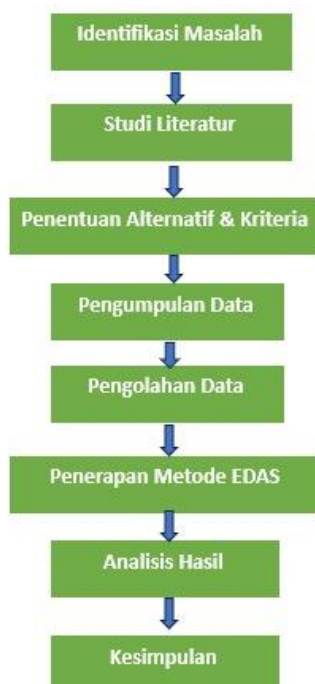 Identifikasi Masalah
Studi Literatur
Penentuan Alternatif & Kriteria
Pengumpulan Data
Pengolahan Data
Penerapan Metode EDAS
Analisis Hasil
Kesimpulan